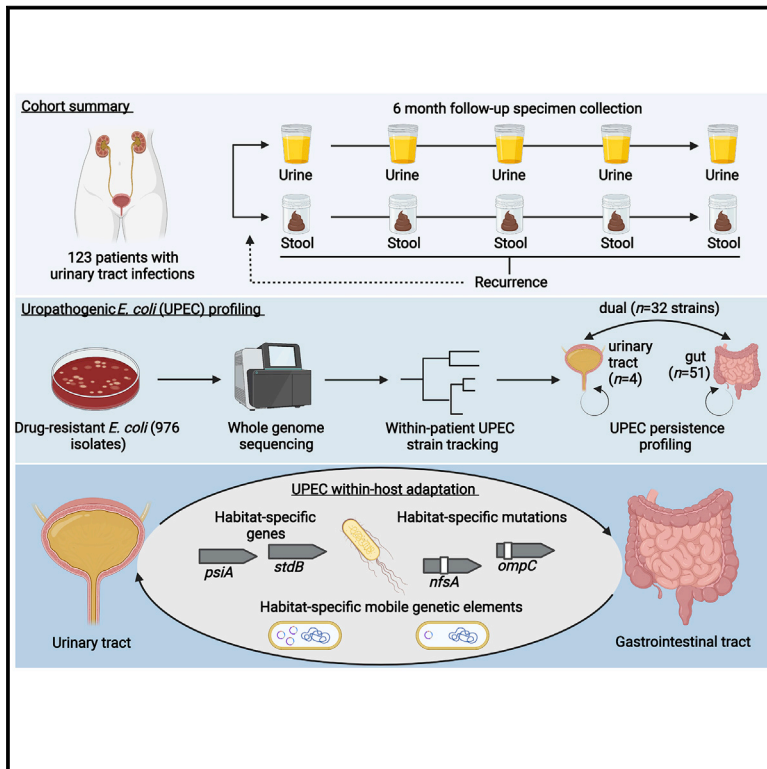 Cohort summary
6 month follow-up specimen collection
Urine Urine Urine Urine Urine
Stool Stool Stool Stool Stool
123 patients with
urinary tract infections
Recurrence
Uropathogenic E. coli (UPEC) profiling
dual (n=32 strains)
urinary
tract
(n=4)
gut
(n=51)
Drug-resistant E. coli (976
isolates)
Whole genome
sequencing
Within-patient UPEC
strain tracking
UPEC persistence
profiling
UPEC within-host adaptation
Habitat-specific
genes
psiA
stdB
Habitat-specific mutations
nfsA
ompC
Habitat-specific mobile genetic elements
Urinary tract
Gastrointestinal tract